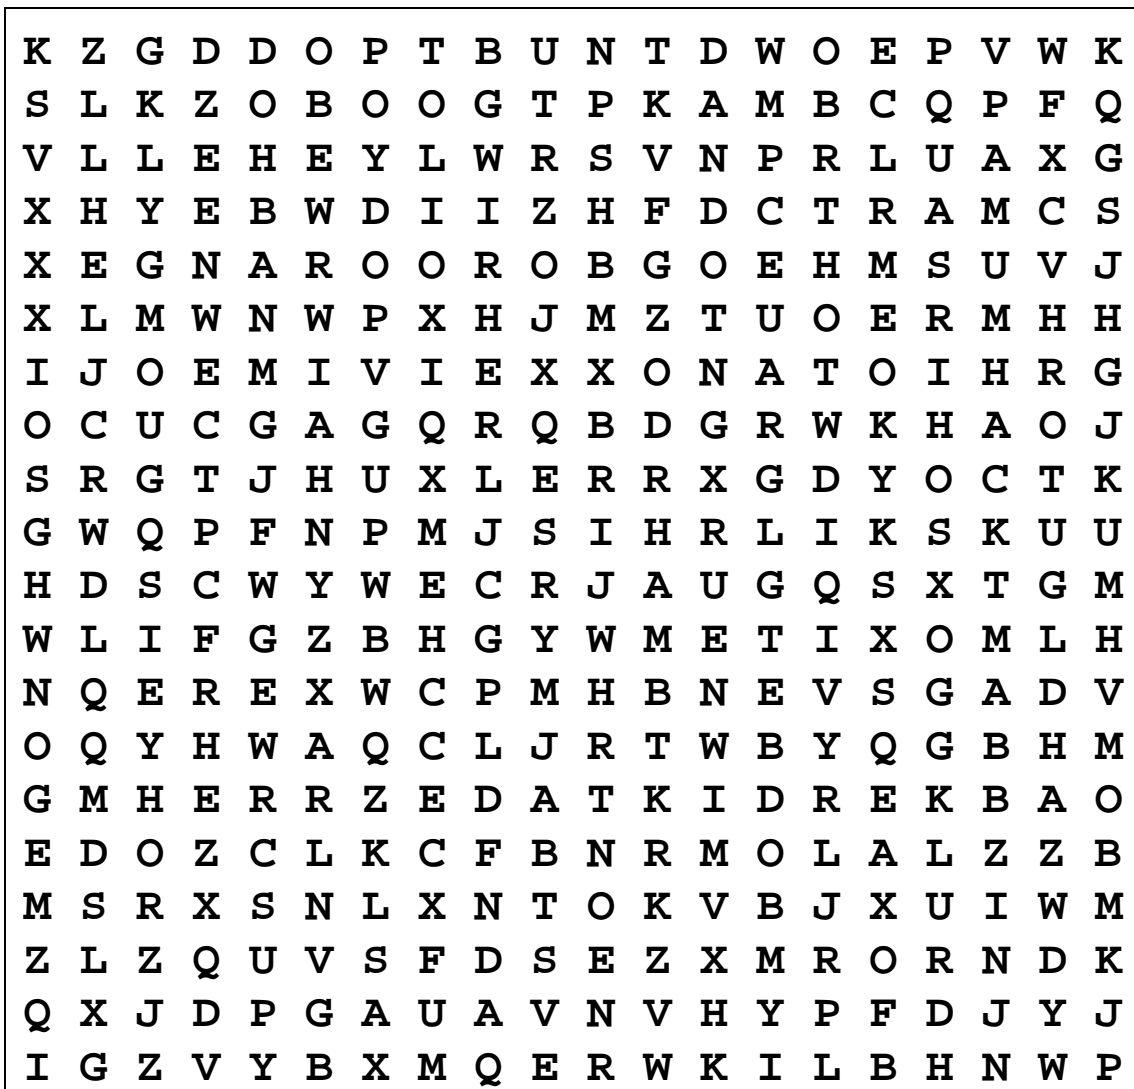 K Z G D D O P T B U N T D W O E P V W K
S L K Z O B O O G T P K A M B C Q P F Q
V L L E H E Y L W R S V N P R L U A X G
X H Y E B W D I I Z H F D C T R A M C S
X E G N A R O O R O B G O E H M S U V J
X L M W N W P X H J M Z T U O E R M H H
I J O E M I V I E X X O N A T O I H R G
O C U C G A G Q R Q B D G R W K H A O J
S R G T J H U X L E R R X G D Y O C T K
G W Q P F N P M J S I H R L I K S K U U
H D S C W Y W E C R J A U G Q S X T G M
W L I F G Z B H G Y W M E T I X O M L H
N Q E R E X W C P M H B N E V S G A D V
O Q Y H W A Q C L J R T W B Y Q G B H M
G M H E R R Z E D A T K I D R E K B A O
E D O Z C L K C F B N R M O L A L Z Z B
M S R X S N L X N T O K V B J X U I W M
Z L Z Q U V S F D S E Z X M R O R N D K
Q X J D P G A U A V N V H Y P F D J Y J
I G Z V Y B X M Q E R W K I L B H N W P